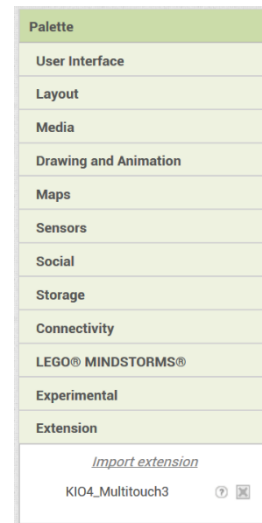 Palette
User Interface
Layout
Media
Drawing and Animation
Maps
Sensors
Social
Storage
Connectivity
LEGO® MINDSTORMS®
Experimental
Extension
Import extension
KIO4_Multitouch3 ?